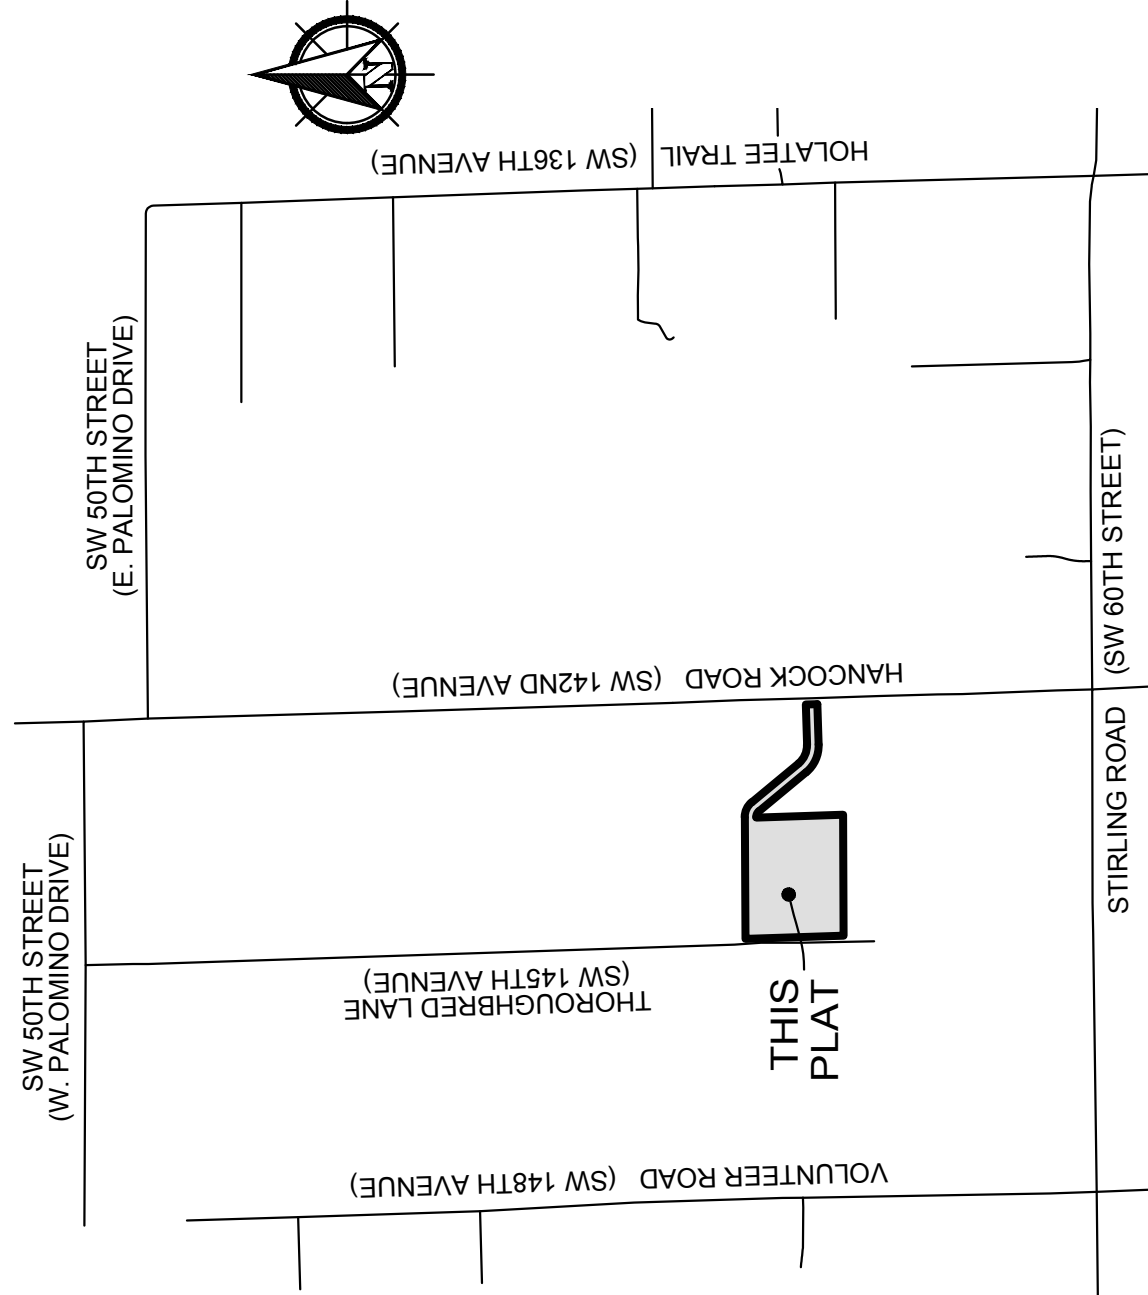 N
HOLATEE TRAIL (SW 136TH AVENUE)
SW 50TH STREET
(E. PALOMINO DRIVE)
(SW 60TH STREET)
HANCOCK ROAD (SW 142ND AVENUE)
STIRLING ROAD
SW 50TH STREET
(W. PALOMINO DRIVE)
THOROUGHBRED LANE
(SW 145TH AVENUE)
THIS
PLAT
VOLUNTEER ROAD (SW 148TH AVENUE)